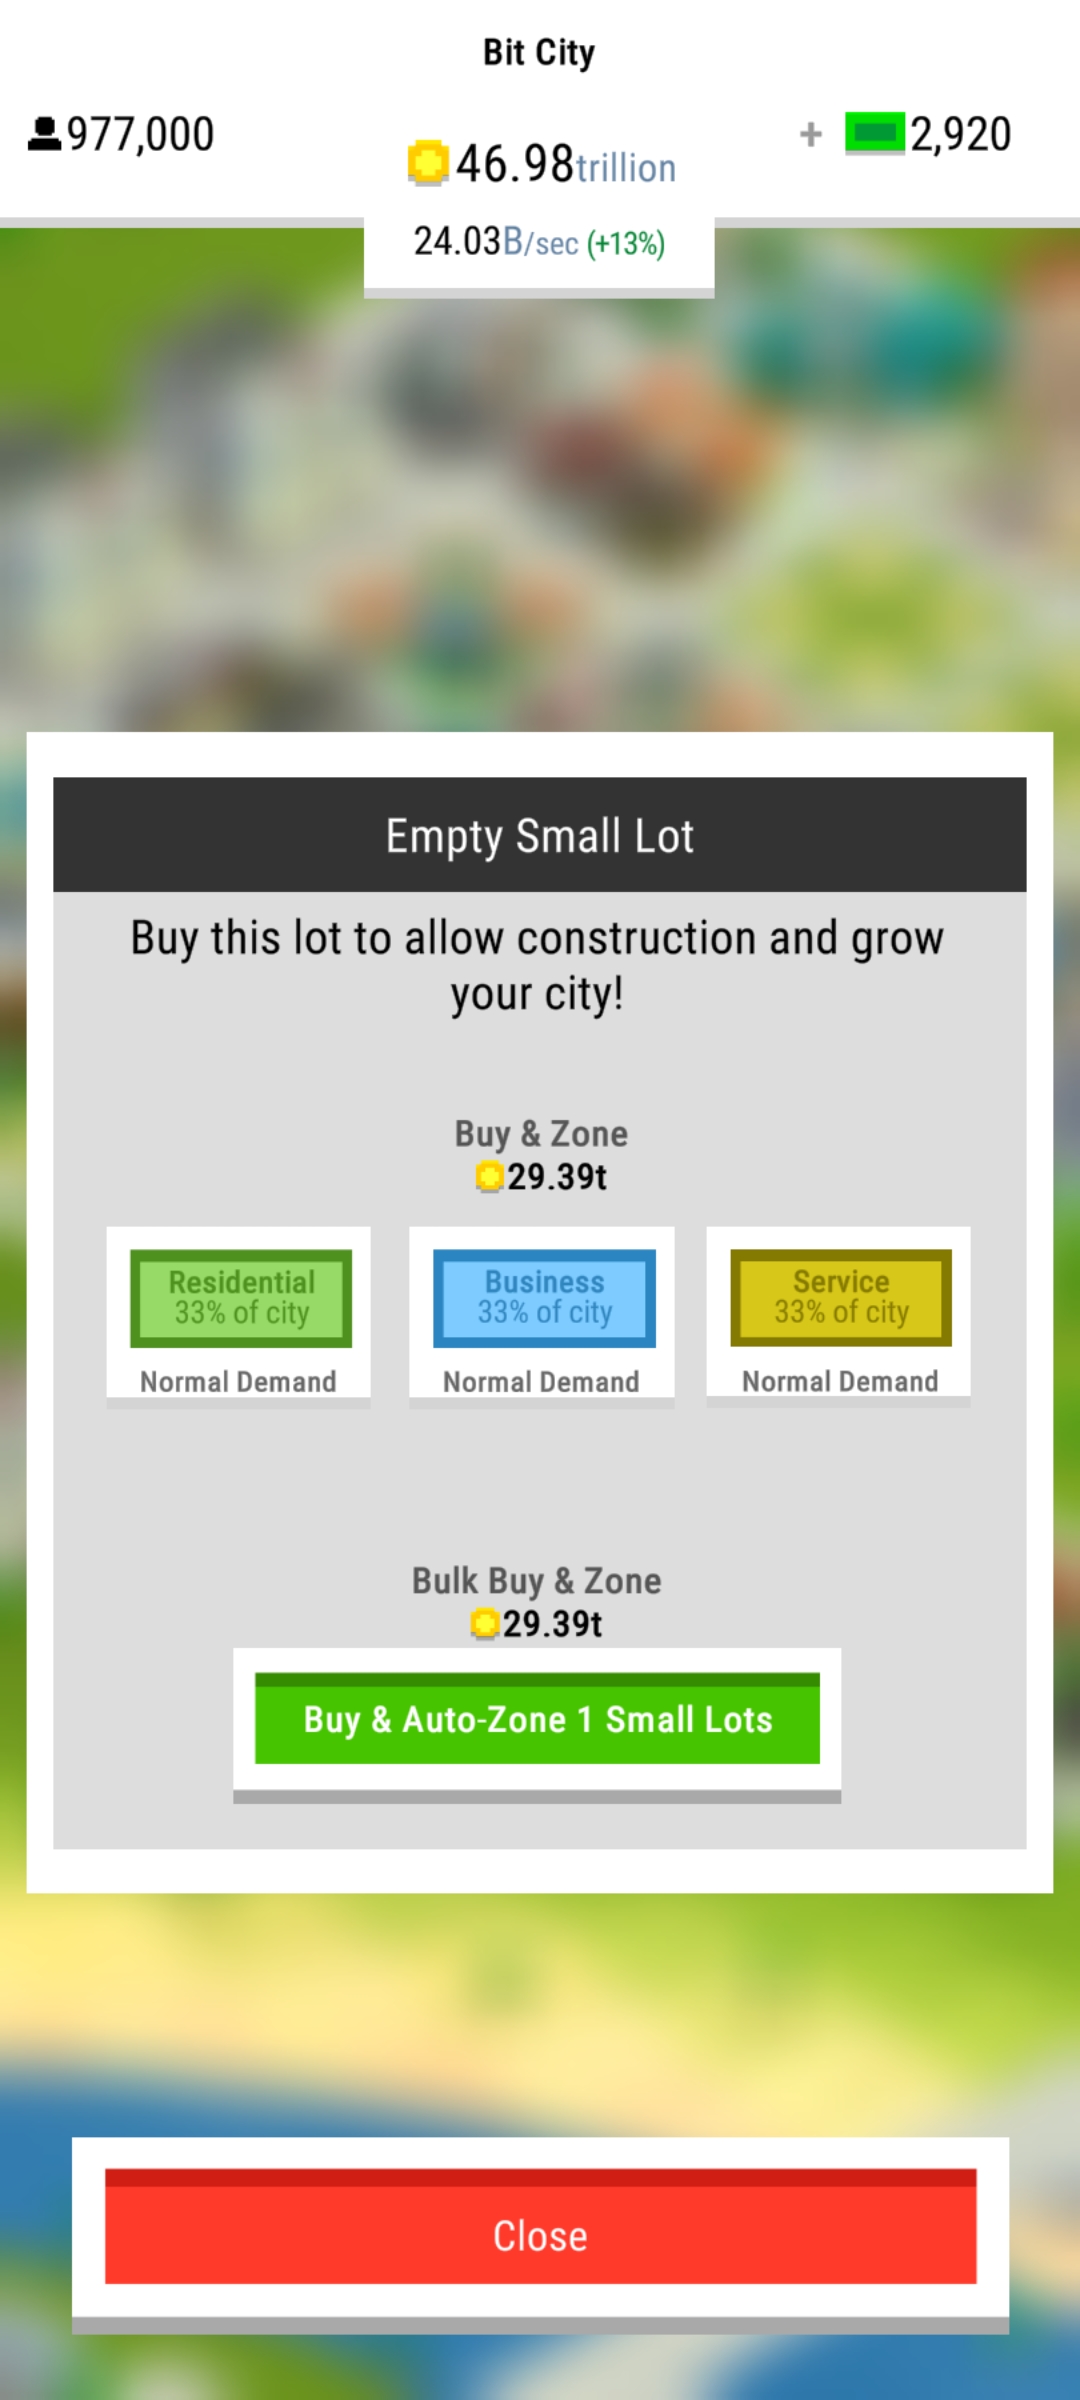 Bit City
977,000
46.98trillion
+ 2,920
24.03B/sec (+13%)
Empty Small Lot
Buy this lot to allow construction and grow
your city!
Buy & Zone
29.39t
Residential
33% of city
Normal Demand
Business
33% of city
Normal Demand
Service
33% of city
Normal Demand
Bulk Buy & Zone
29.39t
Buy & Auto-Zone 1 Small Lots
Close